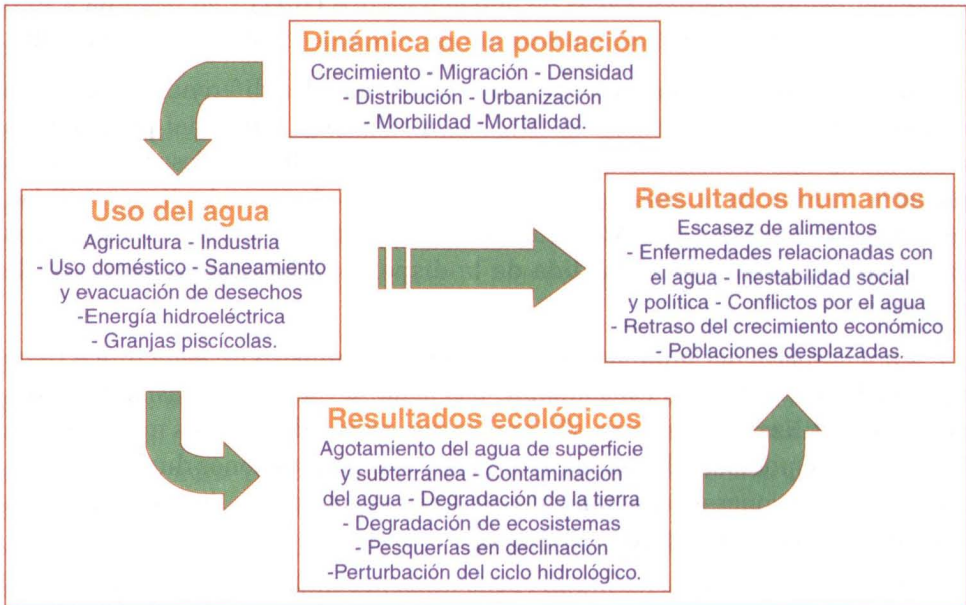 Dinámica de la población
Crecimiento - Migración - Densidad
- Distribución - Urbanización
- Morbilidad -Mortalidad.
Uso del agua
Agricultura - Industria
- Uso doméstico - Saneamiento
y evacuación de desechos
-Energía hidroeléctrica
- Granjas piscícolas.
Resultados humanos
Escasez de alimentos
- Enfermedades relacionadas con
el agua - Inestabilidad social
y política - Conflictos por el agua
- Retraso del crecimiento económico
- Poblaciones desplazadas.
Resultados ecológicos
Agotamiento del agua de superficie
y subterránea - Contaminación
del agua - Degradación de la tierra
- Degradación de ecosistemas
- Pesquerías en declinación
-Perturbación del ciclo hidrológico.